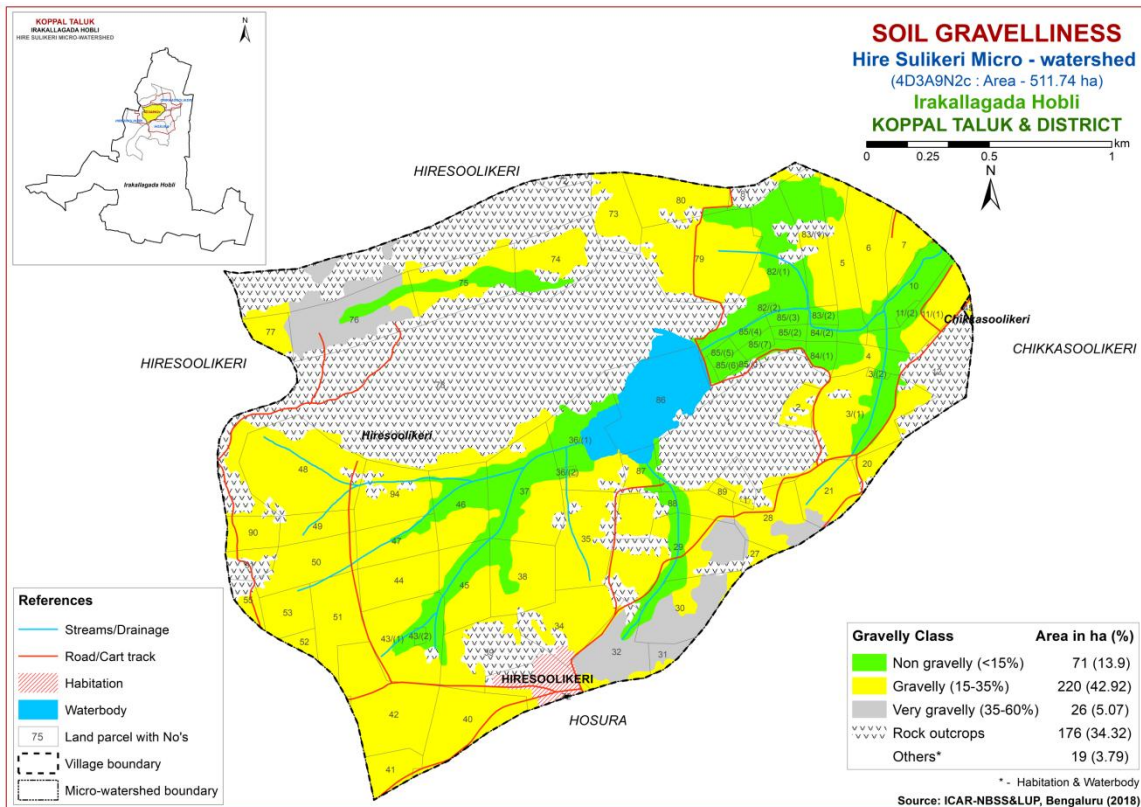 KOPPAL TALUK
IRAKALLAGADA HOBLI
HIRE SULIKERI MICRO-WATERSHED
N
Irakallagada Hobli
SOIL GRAVELLINESS
Hire Sulikeri Micro - watershed
(4D3A9N2c : Area - 511.74 ha)
Irakallagada Hobli
KOPPAL TALUK & DISTRICT
km
0 0.25 0.5 1
N
HIRESOOLIKERI
HIRESOOLIKERI
CHIKKASOOLIKERI
Chikkasoolikeri
Hiresoolikeri
HIRESOOLIKERI
HOSURA
73
80
79
74
75
76
77
83/(1)
6
7
5
82/(1)
10
82/(2)
85/(3)
83/(2)
11/(2)
11/(1)
85/(4)
85/(2)
84/(2)
85/(7)
85/(5)
84/(1)
4
85/(6)
3/(2)
86
2
3/(1)
36/(1)
48
36/(2)
87
20
94
37
46
89
21
88
49
28
90
47
35
29
27
50
44
45
38
30
55
53
51
52
43/(1)
43/(2)
34
39
32
31
42
40
41
References
Streams/Drainage
Road/Cart track
Habitation
Waterbody
75 Land parcel with No's
Village boundary
Micro-watershed boundary
Gravelly Class Area in ha (%)
Non gravelly (<15%) 71 (13.9)
Gravelly (15-35%) 220 (42.92)
Very gravelly (35-60%) 26 (5.07)
Rock outcrops 176 (34.32)
Others* 19 (3.79)
* - Habitation & Waterbody
Source: ICAR-NBSS&LUP, Bengaluru (2018)